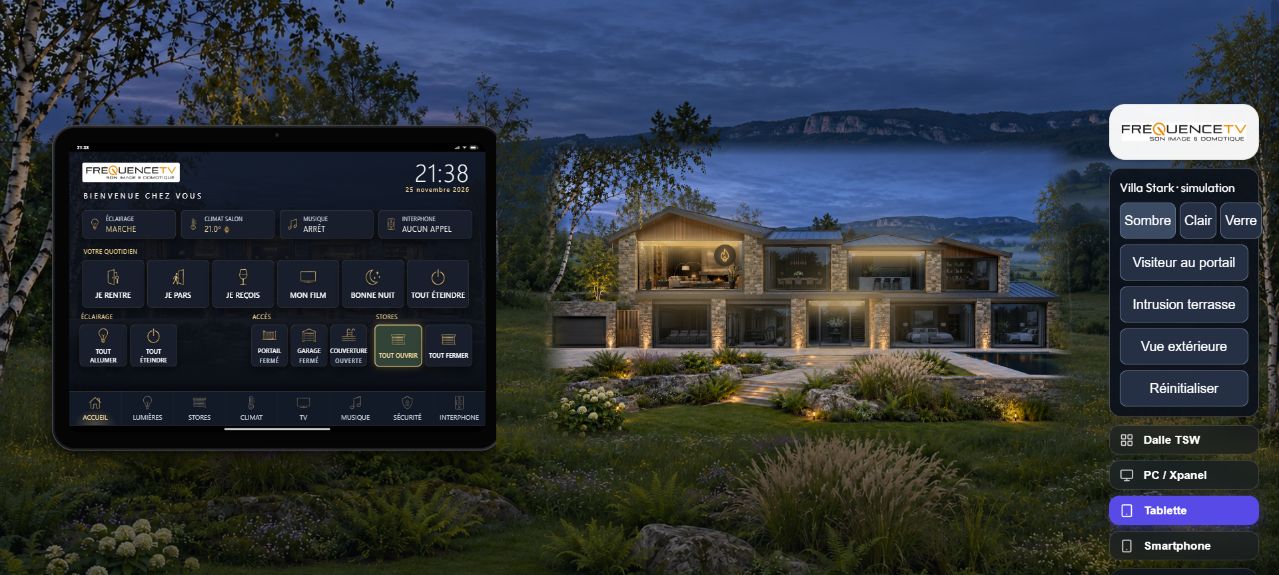 21:38
FREQUENCETV
SON IMAGE & DOMOTIQUE
BIENVENUE CHEZ VOUS
21:38
25 novembre 2026
ÉCLAIRAGE
MARCHE
CLIMAT SALON
21.0°
MUSIQUE
ARRÊT
INTERPHONE
AUCUN APPEL
VOTRE QUOTIDIEN
JE RENTRE
JE PARS
JE REÇOIS
MON FILM
BONNE NUIT
TOUT ÉTEINDRE
ÉCLAIRAGE
TOUT
ALLUMER
TOUT
ÉTEINDRE
ACCÈS
PORTAIL
FERMÉ
GARAGE
FERMÉ
COUVERTURE
OUVERTE
STORES
TOUT OUVRIR
TOUT FERMER
ACCUEIL
LUMIÈRES
STORES
CLIMAT
TV
MUSIQUE
SÉCURITÉ
INTERPHONE
FREQUENCETV
SON IMAGE & DOMOTIQUE
Villa Stark · simulation
Sombre
Clair
Verre
Visiteur au portail
Intrusion terrasse
Vue extérieure
Réinitialiser
Dalle TSW
PC / Xpanel
Tablette
Smartphone